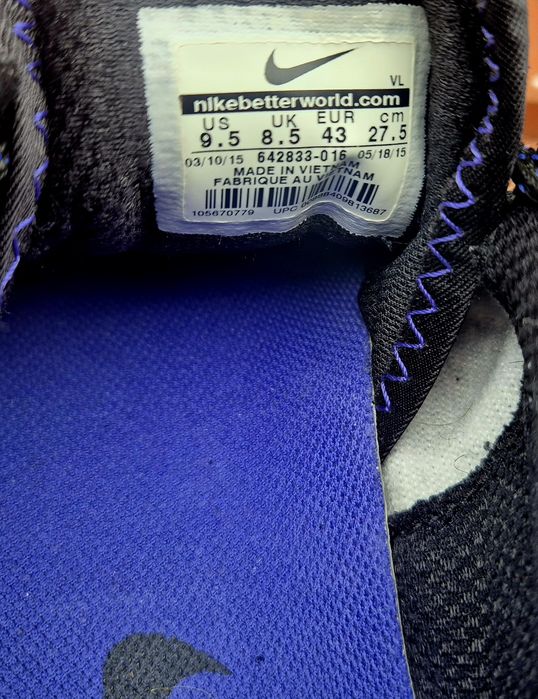 VL
nikebetterworld.com
US UK EUR cm
9.5 8.5 43 27.5
03/10/15 642833-016 05/18/15
MADE IN VIETNAM
FABRIQUE AU VIETNAM
105670779 UPC